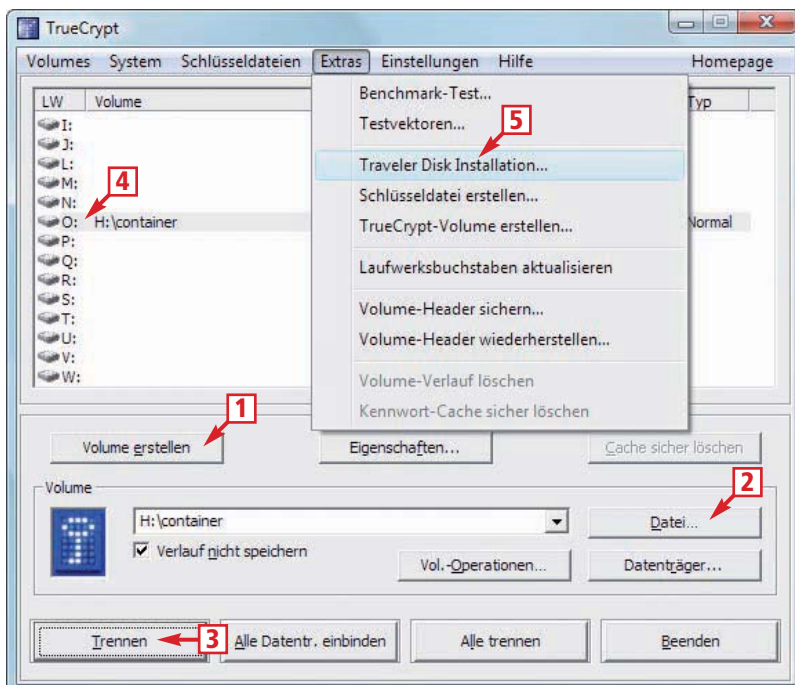 TrueCrypt
Volumes System Schlüsseldateien Extras Einstellungen Hilfe Homepage
LW Volume Typ
I:
J:
L:
M:
N:
O: H:\container Normal
P:
Q:
R:
S:
T:
U:
V:
W:
4
Benchmark-Test...
Testvektoren...
5
Traveler Disk Installation...
Schlüsseldatei erstellen...
TrueCrypt-Volume erstellen...
Laufwerksbuchstaben aktualisieren
Volume-Header sichern...
Volume-Header wiederherstellen...
Volume-Verlauf löschen
Kennwort-Cache sicher löschen
1
Volume erstellen Eigenschaften... Cache sicher löschen
Volume
2
H:\container Datei...
Verlauf nicht speichern
Vol.-Operationen... Datenträger...
Trennen 3 Alle Datentr. einbinden Alle trennen Beenden